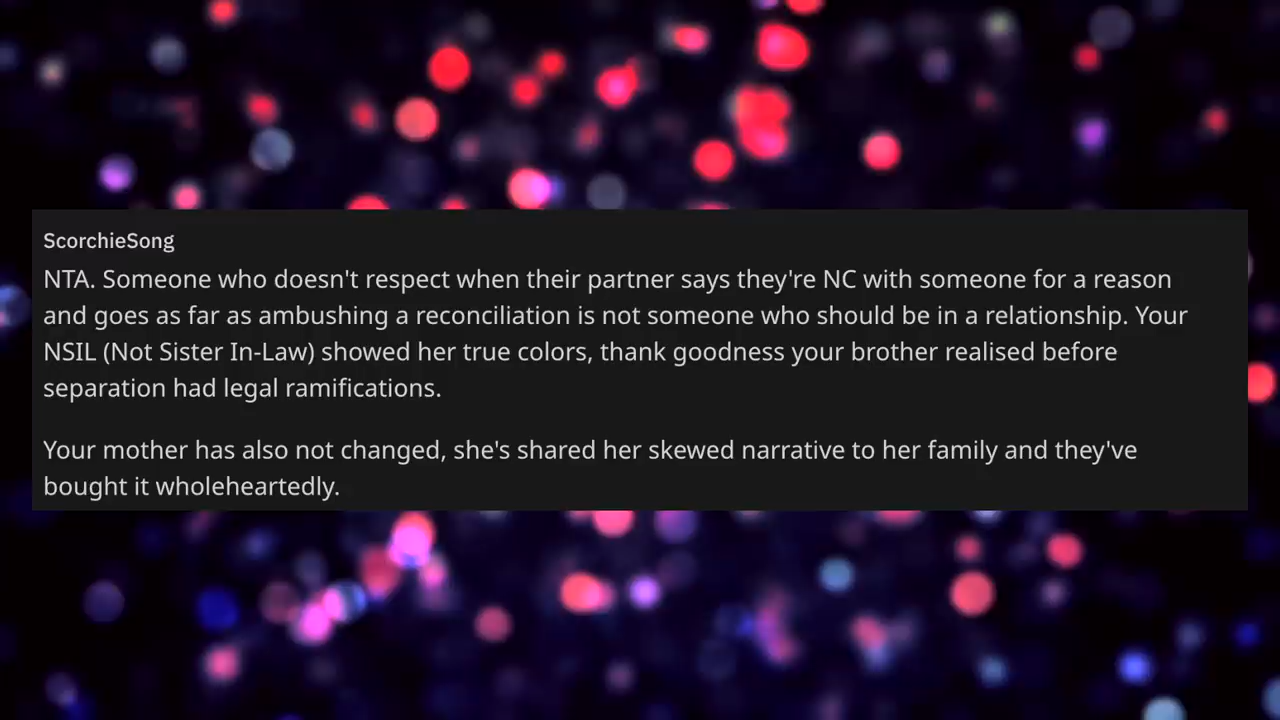 ScorchieSong
NTA. Someone who doesn't respect when their partner says they're NC with someone for a reason
and goes as far as ambushing a reconciliation is not someone who should be in a relationship. Your
NSIL (Not Sister In-Law) showed her true colors, thank goodness your brother realised before
separation had legal ramifications.
Your mother has also not changed, she's shared her skewed narrative to her family and they've
bought it wholeheartedly.